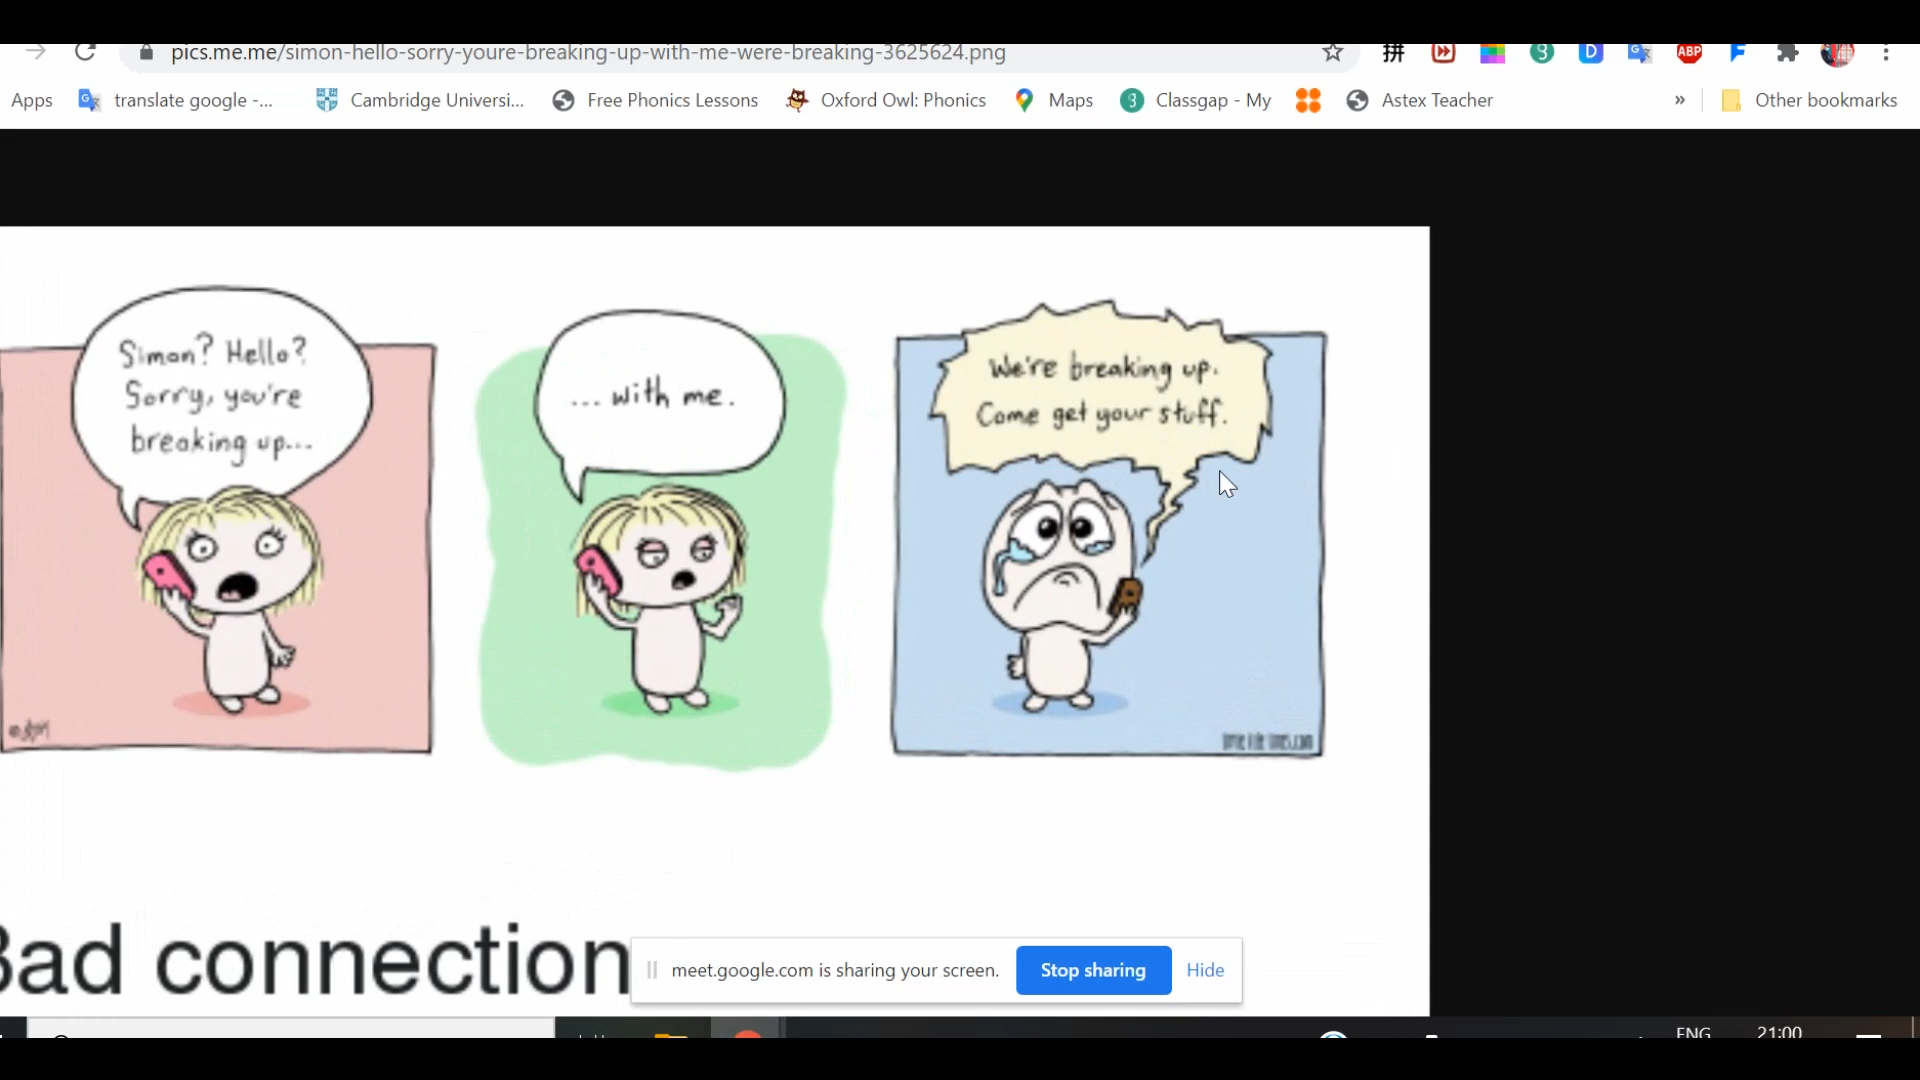 pics.me.me/simon-hello-sorry-youre-breaking-up-with-me-were-breaking-3625624.png
ABP
Apps translate google -... Cambridge Universi... Free Phonics Lessons Oxford Owl: Phonics Maps Classgap - My Astex Teacher » Other bookmarks
Simon? Hello?
Sorry, you're
breaking up...
... with me.
We're breaking up.
Come get your stuff.
Bad connection
meet.google.com is sharing your screen. Stop sharing Hide
ENG 21:00